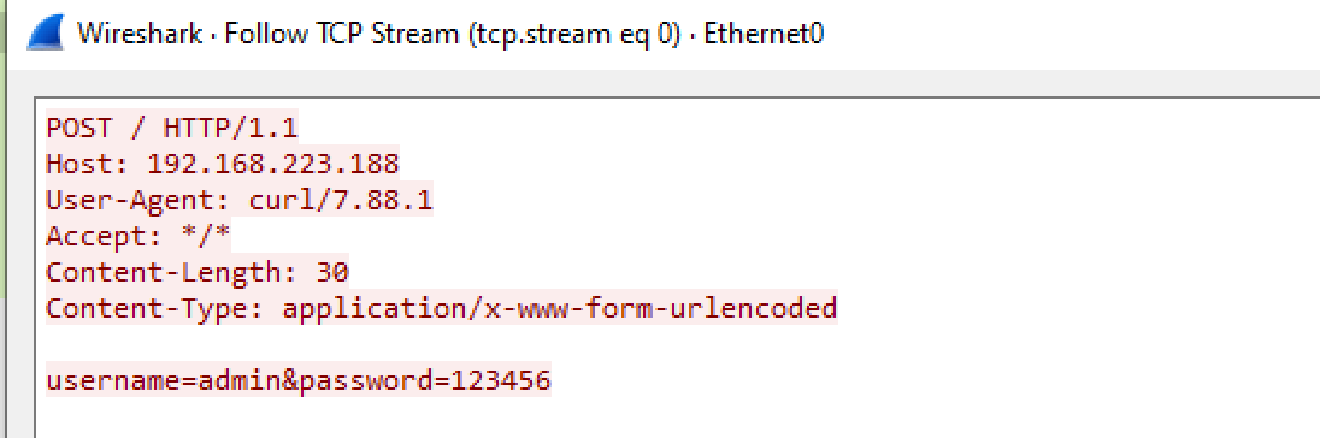 Wireshark · Follow TCP Stream (tcp.stream eq 0) · Ethernet0
POST / HTTP/1.1
Host: 192.168.223.188
User-Agent: curl/7.88.1
Accept: */*
Content-Length: 30
Content-Type: application/x-www-form-urlencoded
username=admin&password=123456